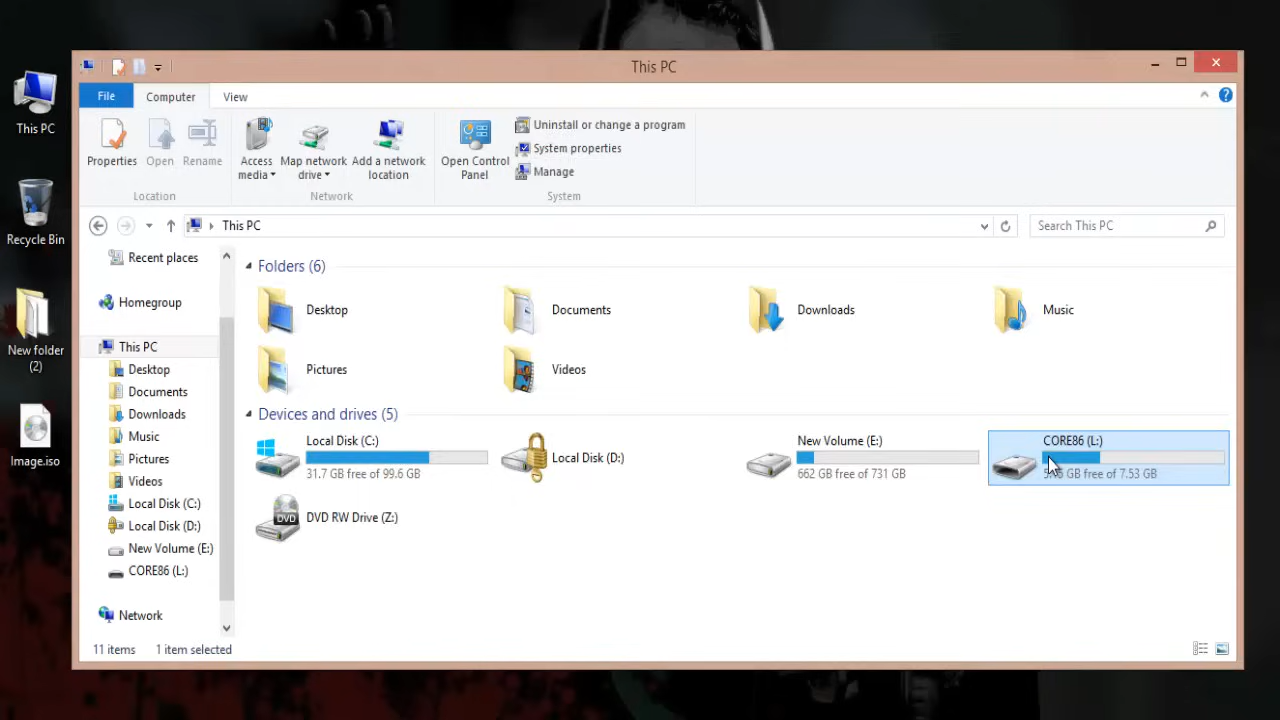 This PC
File
Computer
View
Properties
Open
Rename
Access media
Map network drive
Add a network location
Open Control Panel
Uninstall or change a program
System properties
Manage
Location
Network
System
This PC
Search This PC
This PC
Recycle Bin
New folder (2)
Image.iso
Recent places
Homegroup
This PC
Desktop
Documents
Downloads
Music
Pictures
Videos
Local Disk (C:)
Local Disk (D:)
New Volume (E:)
CORE86 (L:)
Network
Folders (6)
Desktop
Documents
Downloads
Music
Pictures
Videos
Devices and drives (5)
Local Disk (C:)
31.7 GB free of 99.6 GB
Local Disk (D:)
New Volume (E:)
662 GB free of 731 GB
CORE86 (L:)
GB free of 7.53 GB
DVD
DVD RW Drive (Z:)
11 items
1 item selected